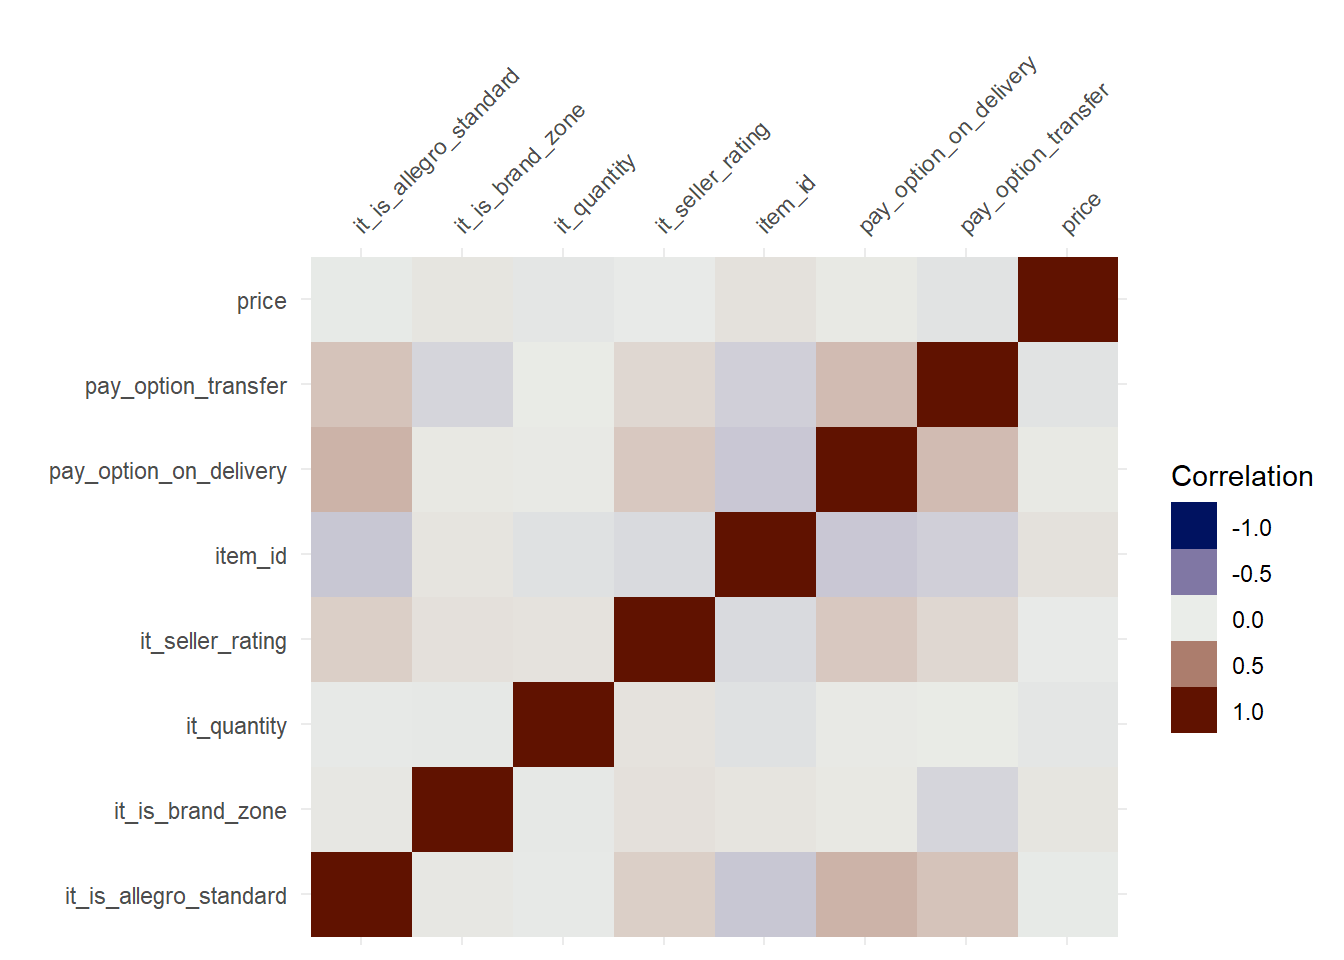 it_is_allegro_standard
it_is_brand_zone
it_quantity
it_seller_rating
item_id
pay_option_on_delivery
pay_option_transfer
price
price
pay_option_transfer
pay_option_on_delivery
item_id
it_seller_rating
it_quantity
it_is_brand_zone
it_is_allegro_standard
Correlation
-1.0
-0.5
0.0
0.5
1.0